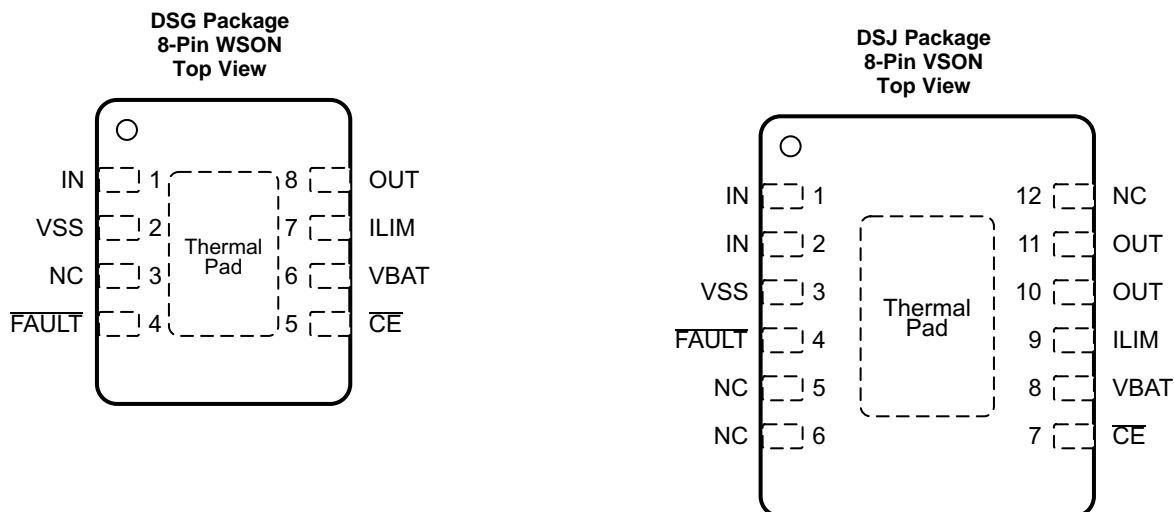 DSG Package
8-Pin WSON
Top View
IN 1 8 OUT
VSS 2 7 ILIM
Thermal
Pad
NC 3 6 VBAT
FAULT 4 5 CE
DSJ Package
8-Pin VSON
Top View
IN 1 12 NC
IN 2 11 OUT
VSS 3 10 OUT
Thermal
Pad
FAULT 4 9 ILIM
NC 5 8 VBAT
NC 6 7 CE